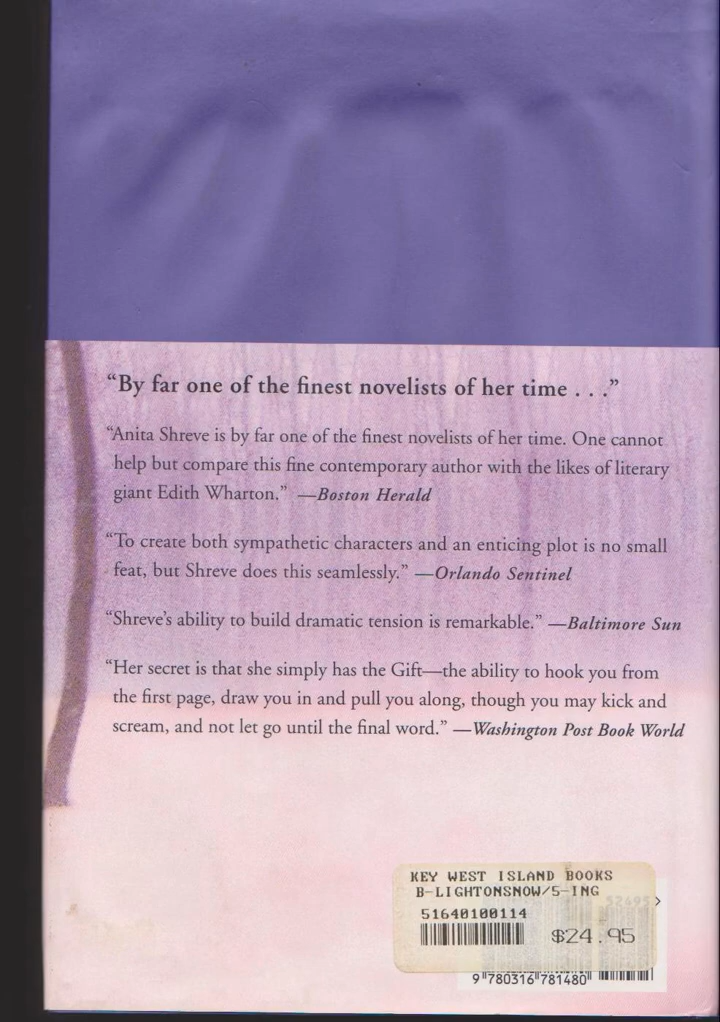 “By far one of the finest novelists of her time . . .”
“Anita Shreve is by far one of the finest novelists of her time. One cannot
help but compare this fine contemporary author with the likes of literary
giant Edith Wharton.” —Boston Herald
“To create both sympathetic characters and an enticing plot is no small
feat, but Shreve does this seamlessly.” —Orlando Sentinel
“Shreve’s ability to build dramatic tension is remarkable.” —Baltimore Sun
“Her secret is that she simply has the Gift—the ability to hook you from
the first page, draw you in and pull you along, though you may kick and
scream, and not let go until the final word.” —Washington Post Book World
KEY WEST ISLAND BOOKS
B-LIGHTONSNOW/S-ING
52495 >
51640100114
$24.95
9 780316 781480